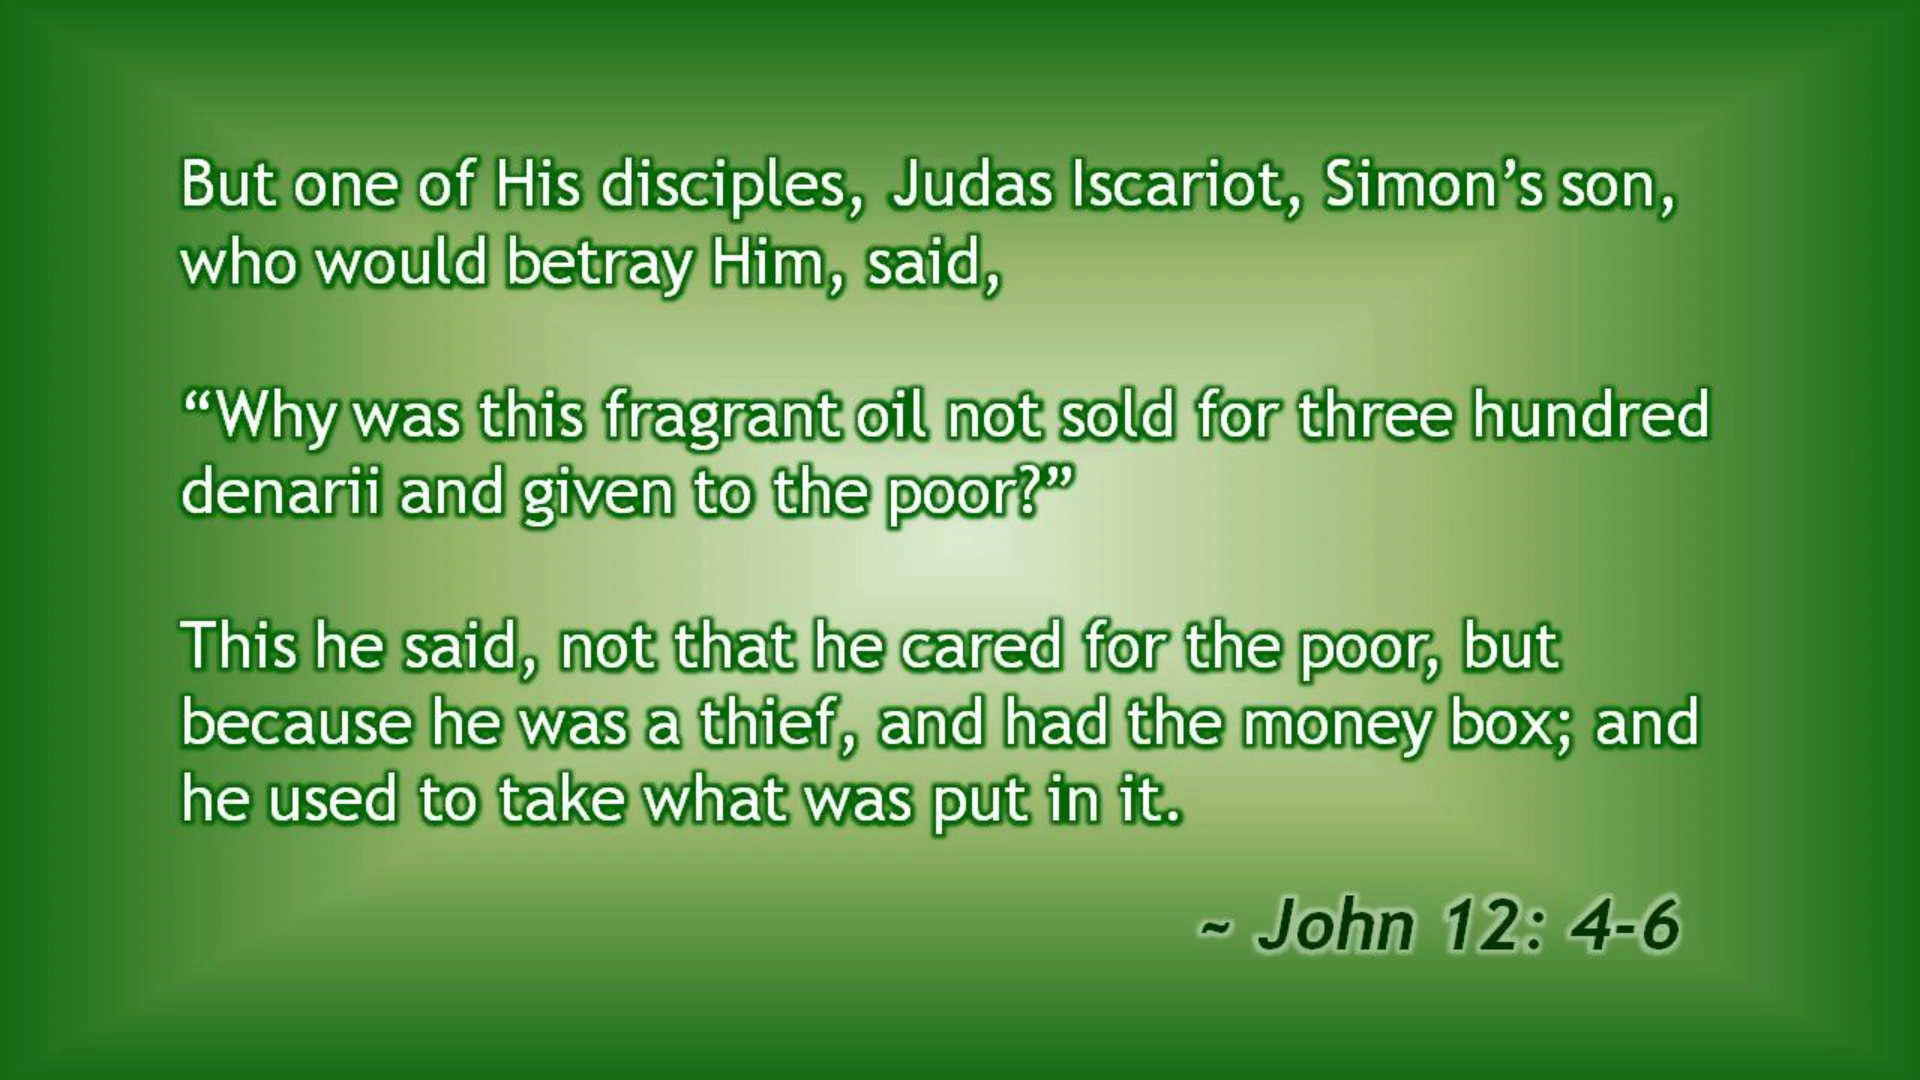 But one of His disciples, Judas Iscariot, Simon’s son,
who would betray Him, said,
“Why was this fragrant oil not sold for three hundred
denarii and given to the poor?”
This he said, not that he cared for the poor, but
because he was a thief, and had the money box; and
he used to take what was put in it.
~ John 12: 4-6